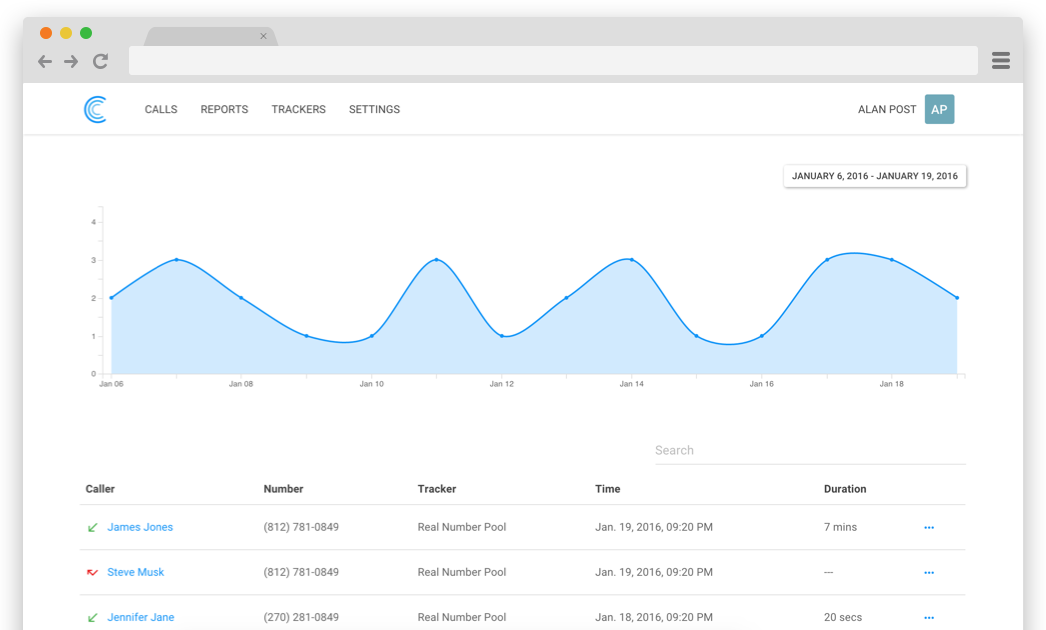 CALLS REPORTS TRACKERS SETTINGS ALAN POST AP
JANUARY 6, 2016 - JANUARY 19, 2016
4
3
2
1
0
Jan 06 Jan 08 Jan 10 Jan 12 Jan 14 Jan 16 Jan 18
Search
Caller Number Tracker Time Duration
James Jones (812) 781-0849 Real Number Pool Jan. 19, 2016, 09:20 PM 7 mins ...
Steve Musk (812) 781-0849 Real Number Pool Jan. 19, 2016, 09:20 PM --- ...
Jennifer Jane (270) 281-0849 Real Number Pool Jan. 18, 2016, 09:20 PM 20 secs ...